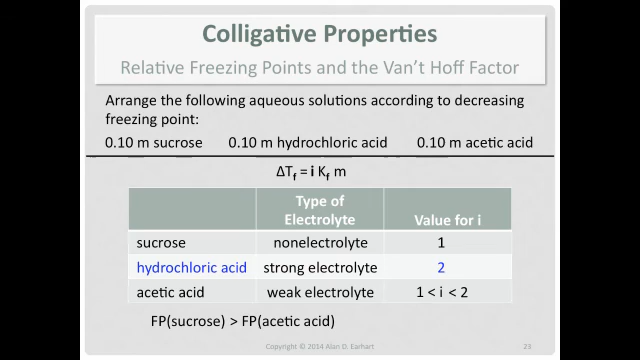 Colligative Properties
Relative Freezing Points and the Van't Hoff Factor
Arrange the following aqueous solutions according to decreasing
freezing point:
0.10 m sucrose 0.10 m hydrochloric acid 0.10 m acetic acid
ΔTf = i Kf m
Type of
Electrolyte Value for i
sucrose nonelectrolyte 1
hydrochloric acid strong electrolyte 2
acetic acid weak electrolyte 1 < i < 2
FP(sucrose) > FP(acetic acid)
Copyright © 2014 Alan D. Earhart 23